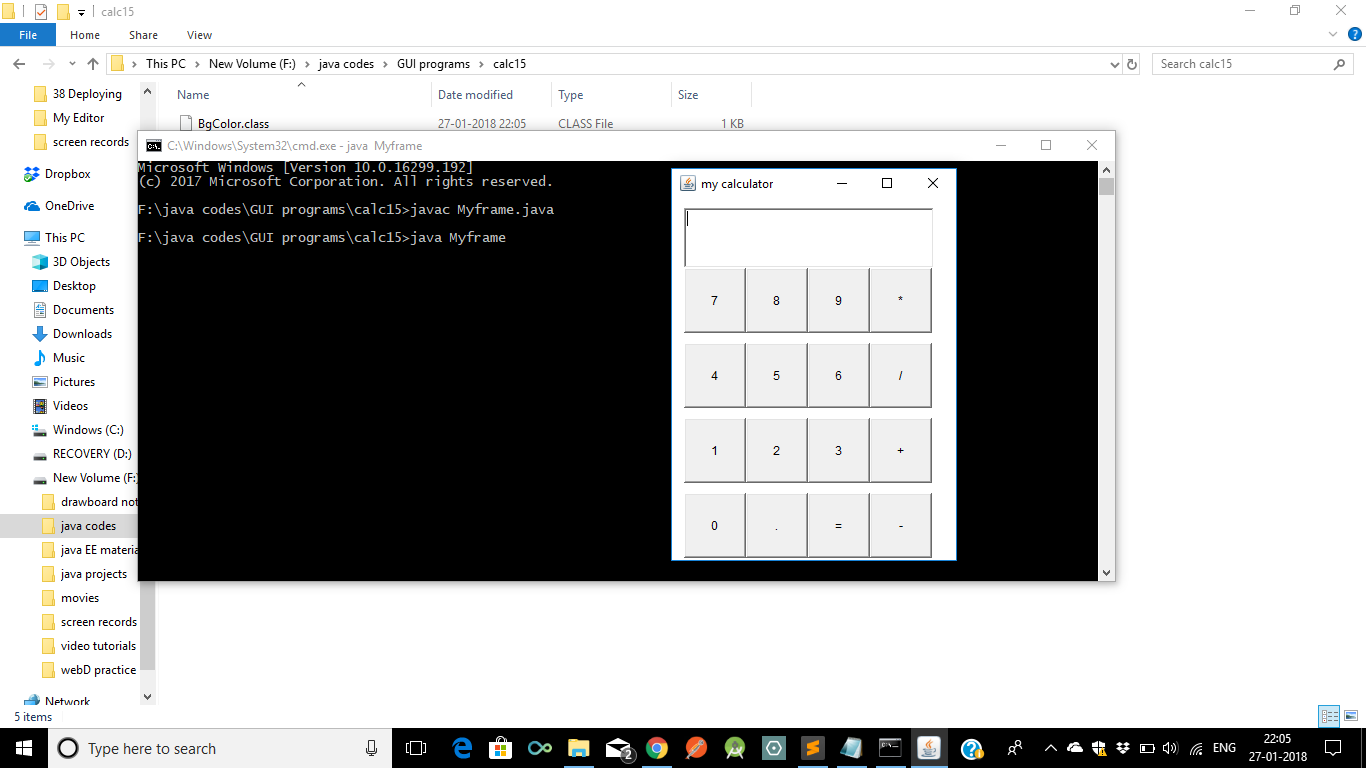 calc15
File Home Share View
This PC New Volume (F:) java codes GUI programs calc15
Search calc15
38 Deploying
My Editor
screen records
Dropbox
OneDrive
This PC
3D Objects
Desktop
Documents
Downloads
Music
Pictures
Videos
Windows (C:)
RECOVERY (D:)
New Volume (F:
drawboard not
java codes
java EE materia
java projects
movies
screen records
video tutorials
webD practice
Network
Name Date modified Type Size
BgColor.class 27-01-2018 22:05 CLASS File 1 KB
C:\Windows\System32\cmd.exe - java  Myframe
Microsoft Windows [Version 10.0.16299.192]
(c) 2017 Microsoft Corporation. All rights reserved.
F:\java codes\GUI programs\calc15>javac Myframe.java
F:\java codes\GUI programs\calc15>java Myframe
my calculator
7 8 9 *
4 5 6 /
1 2 3 +
0 . = -
5 items
Type here to search
2
ENG
22:05
27-01-2018